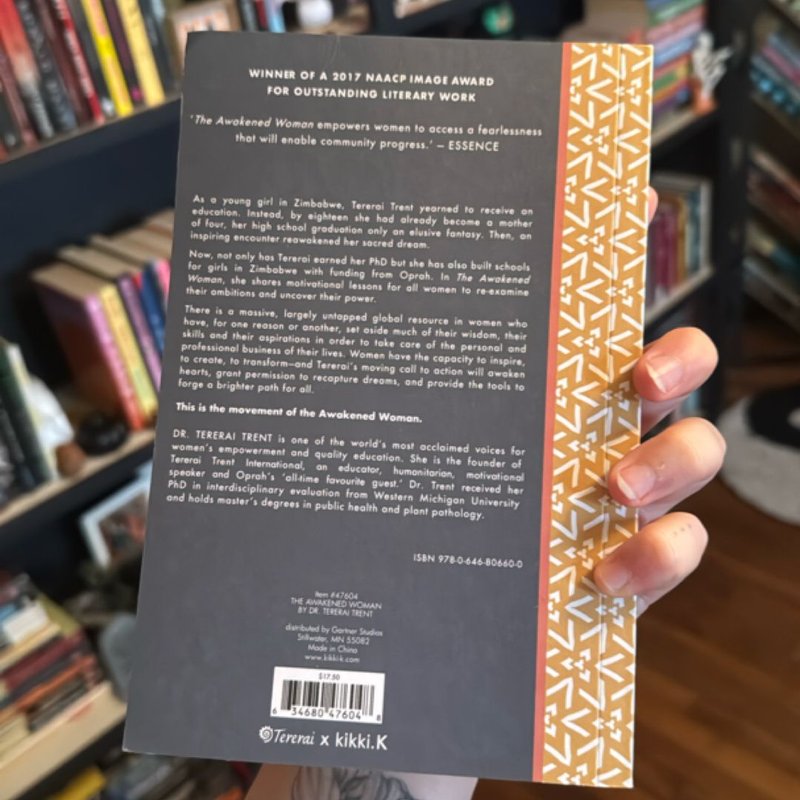 WINNER OF A 2017 NAACP IMAGE AWARD
FOR OUTSTANDING LITERARY WORK
'The Awakened Woman empowers women to access a fearlessness
that will enable community progress.' – ESSENCE
As a young girl in Zimbabwe, Tererai Trent yearned to receive an
education. Instead, by eighteen she had already become a mother
of four, her high school graduation only an elusive fantasy. Then, an
inspiring encounter reawakened her sacred dream.
Now, not only has Tererai earned her PhD but she has also built schools
for girls in Zimbabwe with funding from Oprah. In The Awakened
Woman, she shares motivational lessons for all women to re-examine
their ambitions and uncover their power.
There is a massive, largely untapped global resource in women who
have, for one reason or another, set aside much of their wisdom, their
skills and their aspirations in order to take care of the personal and
professional business of their lives. Women have the capacity to inspire,
to create, to transform–and Tererai's moving call to action will awaken
hearts, grant permission to recapture dreams, and provide the tools to
forge a brighter path for all.
This is the movement of the Awakened Woman.
DR. TERERAI TRENT is one of the world's most acclaimed voices for
women's empowerment and quality education. She is the founder of
Tererai Trent International, an educator, humanitarian, motivational
speaker and Oprah's 'all-time favourite guest.' Dr. Trent received her
PhD in interdisciplinary evaluation from Western Michigan University
and holds master's degrees in public health and plant pathology.
ISBN 978-0-646-80660-0
Item #47604
THE AWAKENED WOMAN
BY DR. TERERAI TRENT
distributed by Gartner Studios
Stillwater, MN 55082
Made in China
www.kikki-k.com
$17.50
6 34680 47604 8
Tererai x kikki.K